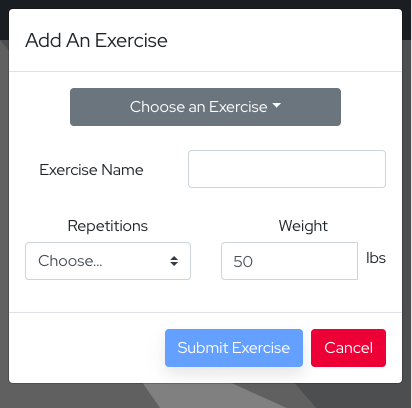 Add An Exercise
Choose an Exercise
Exercise Name
Repetitions Weight
Choose... 50 lbs
Submit Exercise Cancel